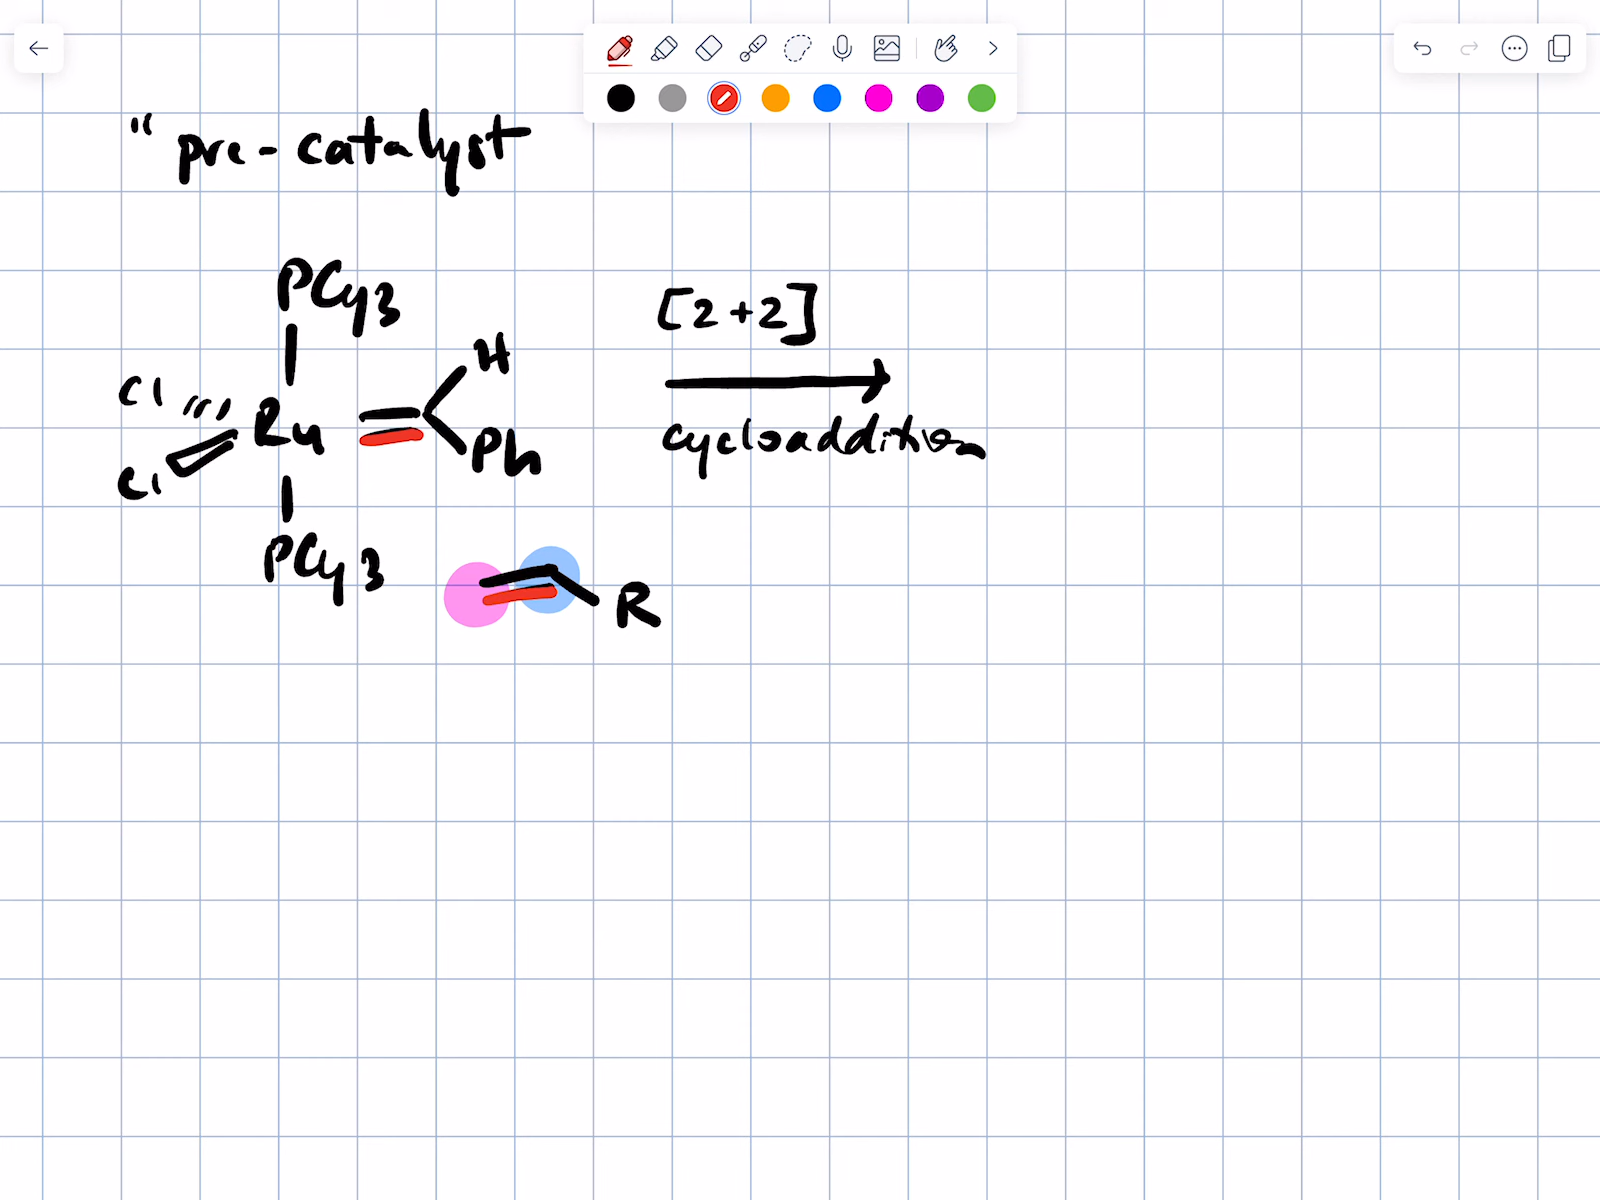 " pre-catalyst
PCy3
[2+2]
H
Cl
Ru
cycloaddition
Ph
Cl
PCy3
R